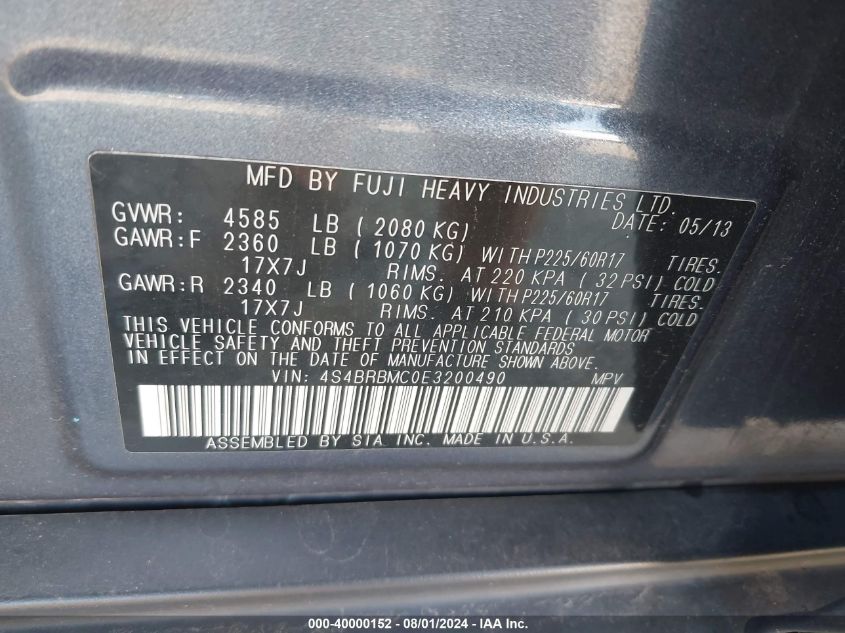 MFD BY FUJI HEAVY INDUSTRIES LTD.
GVWR: 4585 LB ( 2080 KG) DATE: 05/13
GAWR:F 2360 LB ( 1070 KG) WITH P225/60R17 TIRES.
17X7J RIMS. AT 220 KPA ( 32 PSI) COLD
GAWR:R 2340 LB ( 1060 KG) WITH P225/60R17 TIRES.
17X7J RIMS. AT 210 KPA ( 30 PSI) COLD
THIS VEHICLE CONFORMS TO ALL APPLICABLE FEDERAL MOTOR
VEHICLE SAFETY AND THEFT PREVENTION STANDARDS
IN EFFECT ON THE DATE OF MANUFACTURE SHOWN ABOVE.
VIN: 4S4BRBMC0E3200490 MPV
ASSEMBLED BY SIA INC. MADE IN U.S.A.
000-40000152 - 08/01/2024 - IAA Inc.